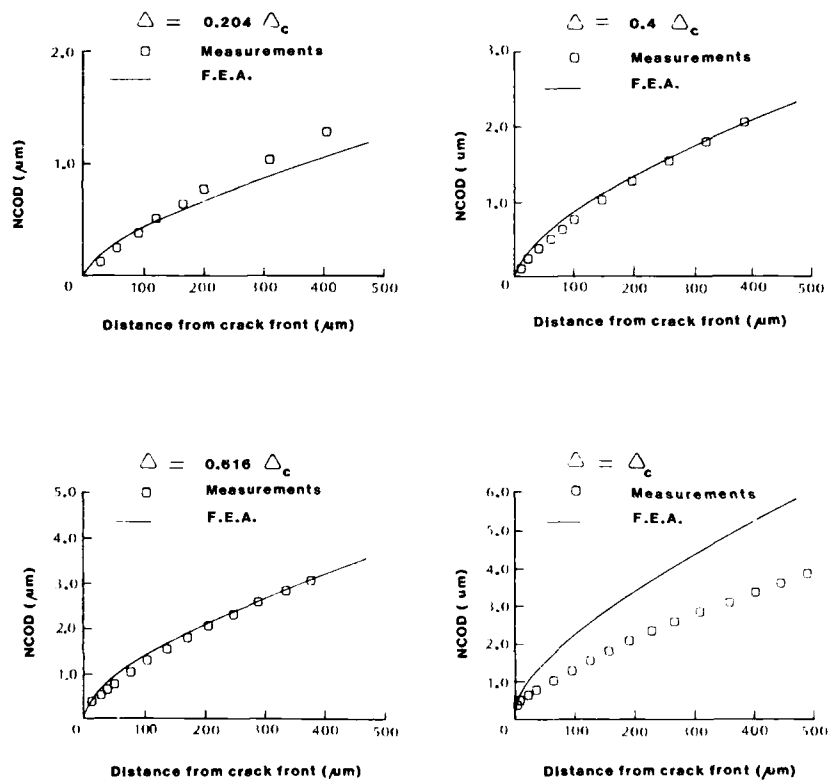 △ = 0.204 △c
Measurements
F.E.A.
2.0
1.0
0
NCOD (μm)
0 100 200 300 400 500
Distance from crack front (μm)
△ = 0.4 △c
Measurements
F.E.A.
3.0
2.0
1.0
0
NCOD ( um)
0 100 200 300 400 500
Distance from crack front (μm)
△ = 0.616 △c
Measurements
F.E.A.
5.0
4.0
3.0
2.0
1.0
0
NCOD (μm)
0 100 200 300 400 500
Distance from crack front (μm)
△ = △c
Measurements
F.E.A.
6.0
5.0
4.0
3.0
2.0
1.0
0
NCOD ( um)
0 100 200 300 400 500
Distance from crack front (μm)